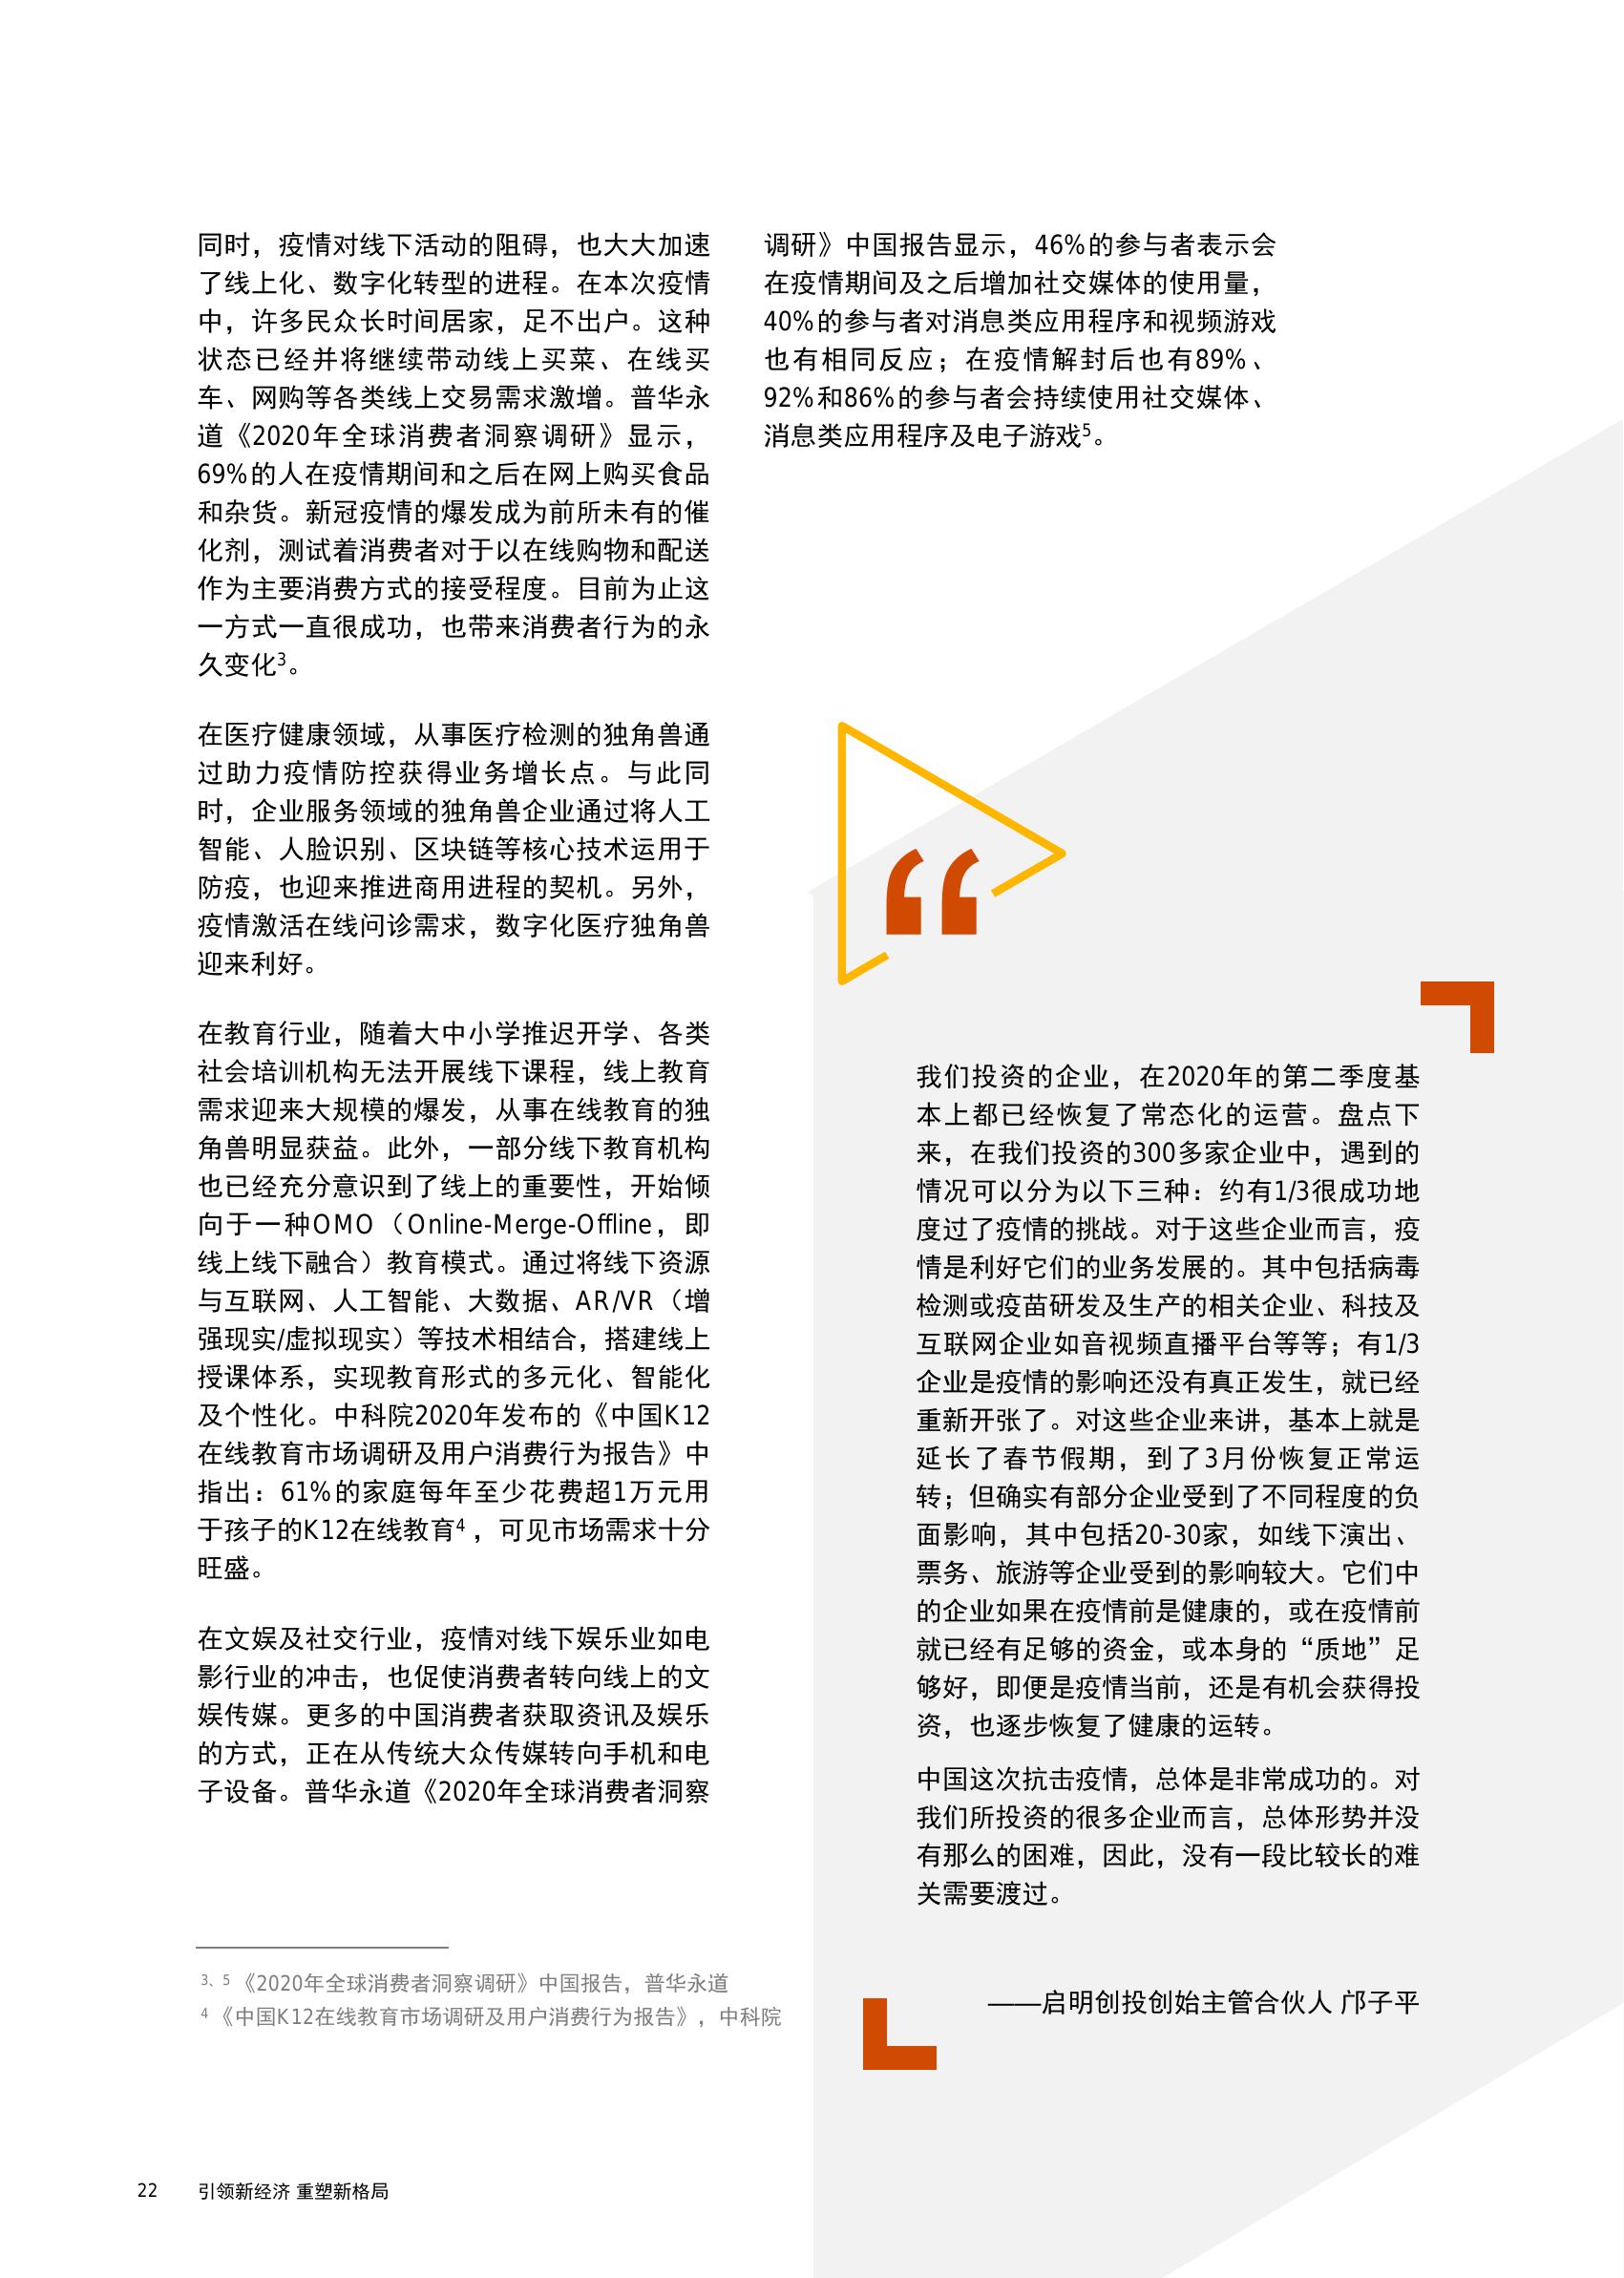 同时，疫情对线下活动的阻碍，也大大加速
了线上化、数字化转型的进程。在本次疫情
中，许多民众长时间居家，足不出户。这种
状态已经并将继续带动线上买菜、在线买
车、网购等各类线上交易需求激增。普华永
道《2020年全球消费者洞察调研》显示，
69%的人在疫情期间和之后在网上购买食品
和杂货。新冠疫情的爆发成为前所未有的催
化剂，测试着消费者对于以在线购物和配送
作为主要消费方式的接受程度。目前为止这
一方式一直很成功，也带来消费者行为的永
久变化3。
在医疗健康领域，从事医疗检测的独角兽通
过助力疫情防控获得业务增长点。与此同
时，企业服务领域的独角兽企业通过将人工
智能、人脸识别、区块链等核心技术运用于
防疫，也迎来推进商用进程的契机。另外，
疫情激活在线问诊需求，数字化医疗独角兽
迎来利好。
在教育行业，随着大中小学推迟开学、各类
社会培训机构无法开展线下课程，线上教育
需求迎来大规模的爆发，从事在线教育的独
角兽明显获益。此外，一部分线下教育机构
也已经充分意识到了线上的重要性，开始倾
向于一种OMO（Online-Merge-Offline，即
线上线下融合）教育模式。通过将线下资源
与互联网、人工智能、大数据、AR/VR（增
强现实/虚拟现实）等技术相结合，搭建线上
授课体系，实现教育形式的多元化、智能化
及个性化。中科院2020年发布的《中国K12
在线教育市场调研及用户消费行为报告》中
指出：61%的家庭每年至少花费超1万元用
于孩子的K12在线教育4，可见市场需求十分
旺盛。
在文娱及社交行业，疫情对线下娱乐业如电
影行业的冲击，也促使消费者转向线上的文
娱传媒。更多的中国消费者获取资讯及娱乐
的方式，正在从传统大众传媒转向手机和电
子设备。普华永道《2020年全球消费者洞察
调研》中国报告显示，46%的参与者表示会
在疫情期间及之后增加社交媒体的使用量，
40%的参与者对消息类应用程序和视频游戏
也有相同反应；在疫情解封后也有89%、
92%和86%的参与者会持续使用社交媒体、
消息类应用程序及电子游戏5。
“
我们投资的企业，在2020年的第二季度基
本上都已经恢复了常态化的运营。盘点下
来，在我们投资的300多家企业中，遇到的
情况可以分为以下三种：约有1/3很成功地
度过了疫情的挑战。对于这些企业而言，疫
情是利好它们的业务发展的。其中包括病毒
检测或疫苗研发及生产的相关企业、科技及
互联网企业如音视频直播平台等等；有1/3
企业是疫情的影响还没有真正发生，就已经
重新开张了。对这些企业来讲，基本上就是
延长了春节假期，到了3月份恢复正常运
转；但确实有部分企业受到了不同程度的负
面影响，其中包括20-30家，如线下演出、
票务、旅游等企业受到的影响较大。它们中
的企业如果在疫情前是健康的，或在疫情前
就已经有足够的资金，或本身的“质地”足
够好，即便是疫情当前，还是有机会获得投
资，也逐步恢复了健康的运转。
中国这次抗击疫情，总体是非常成功的。对
我们所投资的很多企业而言，总体形势并没
有那么的困难，因此，没有一段比较长的难
关需要渡过。
——启明创投创始主管合伙人 邝子平
3、5《2020年全球消费者洞察调研》中国报告，普华永道
4《中国K12在线教育市场调研及用户消费行为报告》，中科院
22 引领新经济 重塑新格局